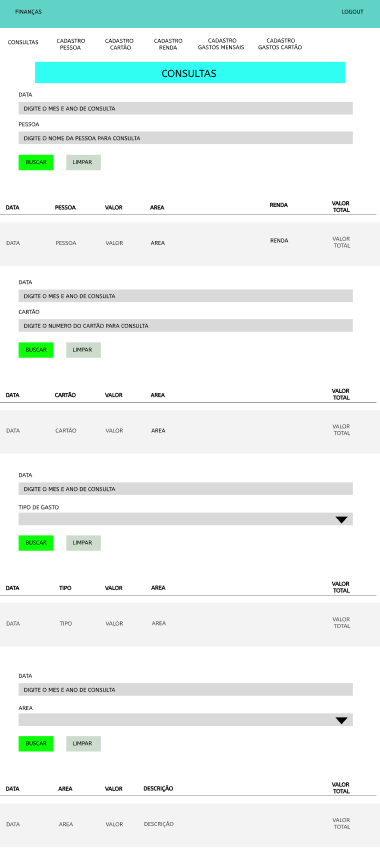 FINANÇAS LOGOUT
CONSULTAS CADASTRO PESSOA CADASTRO CARTÃO CADASTRO RENDA CADASTRO GASTOS MENSAIS CADASTRO GASTOS CARTÃO
CONSULTAS
DATA
DIGITE O MES E ANO DE CONSULTA
PESSOA
DIGITE O NOME DA PESSOA PARA CONSULTA
BUSCAR LIMPAR
DATA PESSOA VALOR AREA RENDA VALOR TOTAL
DATA PESSOA VALOR AREA RENDA VALOR TOTAL
DATA
DIGITE O MES E ANO DE CONSULTA
CARTÃO
DIGITE O NUMERO DO CARTÃO PARA CONSULTA
BUSCAR LIMPAR
DATA CARTÃO VALOR AREA VALOR TOTAL
DATA CARTÃO VALOR AREA VALOR TOTAL
DATA
DIGITE O MES E ANO DE CONSULTA
TIPO DE GASTO
BUSCAR LIMPAR
DATA TIPO VALOR AREA VALOR TOTAL
DATA TIPO VALOR AREA VALOR TOTAL
DATA
DIGITE O MES E ANO DE CONSULTA
AREA
BUSCAR LIMPAR
DATA AREA VALOR DESCRIÇÃO VALOR TOTAL
DATA AREA VALOR DESCRIÇÃO VALOR TOTAL